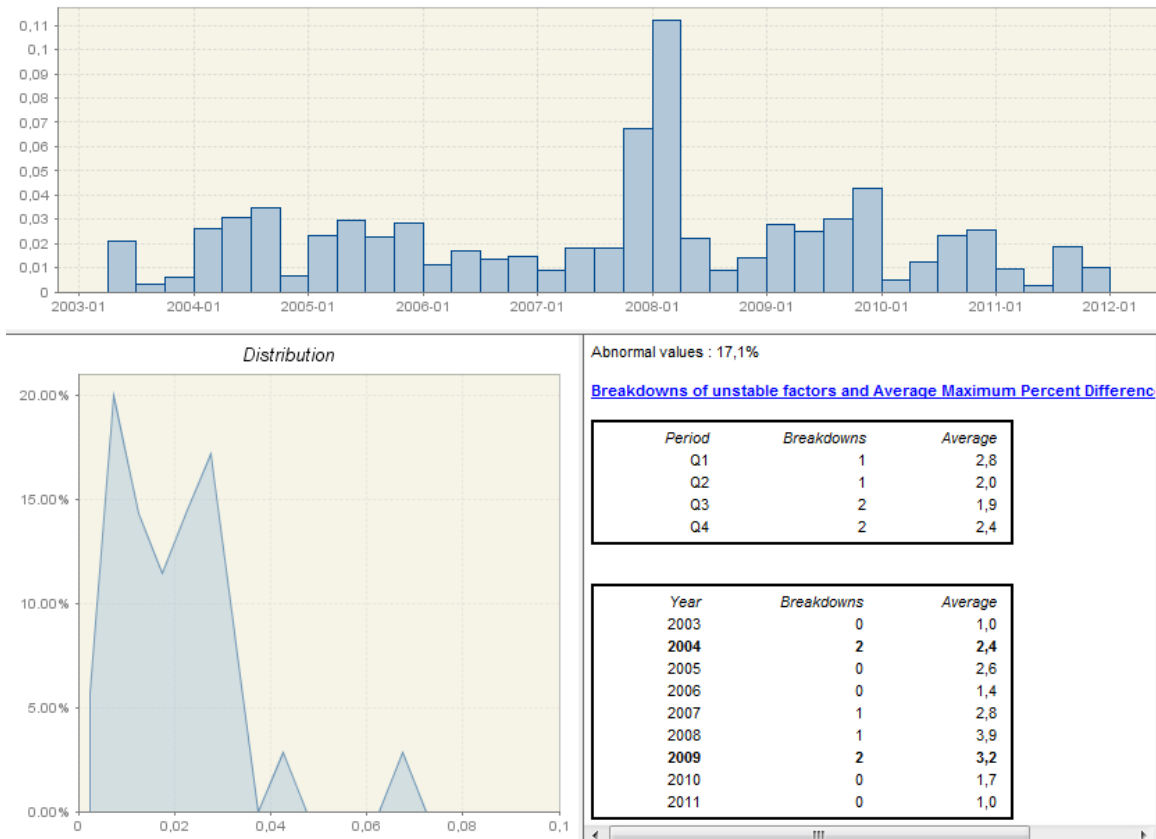 0,11
0,1
0,09
0,08
0,07
0,06
0,05
0,04
0,03
0,02
0,01
0
2003-01 2004-01 2005-01 2006-01 2007-01 2008-01 2009-01 2010-01 2011-01 2012-01
Distribution
20.00%
15.00%
10.00%
5.00%
0.00%
0 0,02 0,04 0,06 0,08 0,1
Abnormal values : 17,1%
Breakdowns of unstable factors and Average Maximum Percent Differenc
Period Breakdowns Average
Q1 1 2,8
Q2 1 2,0
Q3 2 1,9
Q4 2 2,4
Year Breakdowns Average
2003 0 1,0
2004 2 2,4
2005 0 2,6
2006 0 1,4
2007 1 2,8
2008 1 3,9
2009 2 3,2
2010 0 1,7
2011 0 1,0